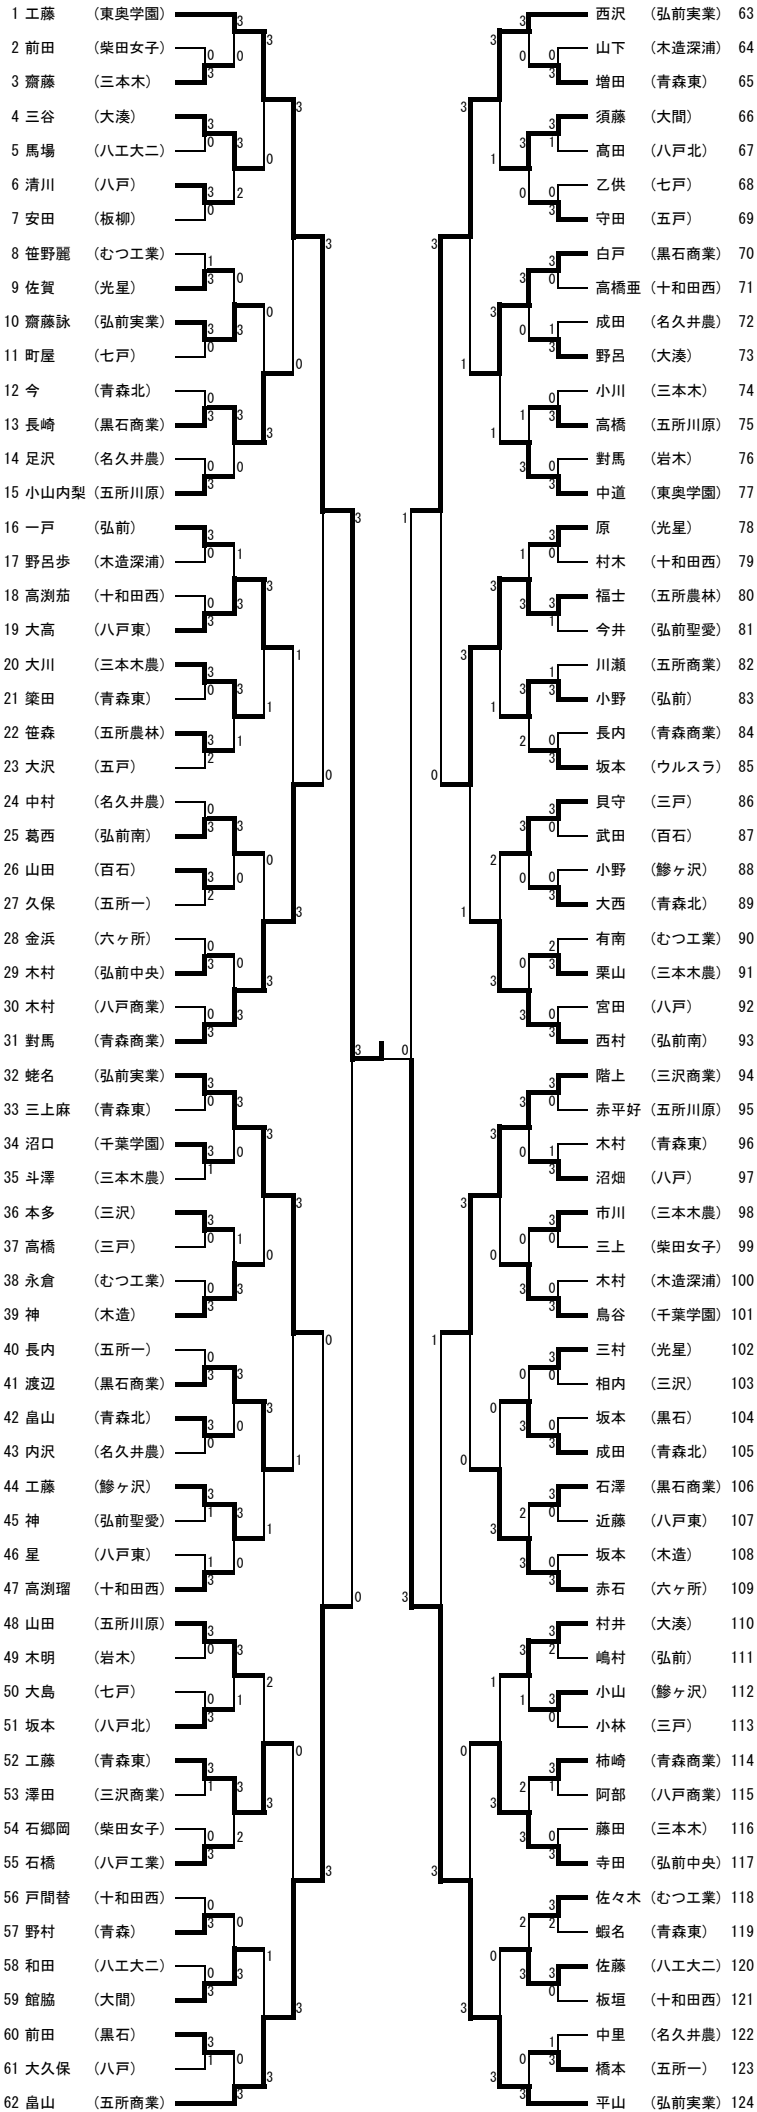 1 工藤 （東奥学園）
2 前田 （柴田女子）
3 齋藤 （三本木）
4 三谷 （大湊）
5 馬場 （八工大二）
6 清川 （八戸）
7 安田 （板柳）
8 笹野麗 （むつ工業）
9 佐賀 （光星）
10 齋藤詠 （弘前実業）
11 町屋 （七戸）
12 今 （青森北）
13 長崎 （黒石商業）
14 足沢 （名久井農）
15 小山内梨 （五所川原）
16 一戸 （弘前）
17 野呂歩 （木造深浦）
18 高渕茄 （十和田西）
19 大高 （八戸東）
20 大川 （三本木農）
21 簗田 （青森東）
22 笹森 （五所農林）
23 大沢 （五戸）
24 中村 （名久井農）
25 葛西 （弘前南）
26 山田 （百石）
27 久保 （五所一）
28 金浜 （六ヶ所）
29 木村 （弘前中央）
30 木村 （八戸商業）
31 對馬 （青森商業）
32 蛯名 （弘前実業）
33 三上麻 （青森東）
34 沼口 （千葉学園）
35 斗澤 （三本木農）
36 本多 （三沢）
37 高橋 （三戸）
38 永倉 （むつ工業）
39 神 （木造）
40 長内 （五所一）
41 渡辺 （黒石商業）
42 畠山 （青森北）
43 内沢 （名久井農）
44 工藤 （鰺ヶ沢）
45 神 （弘前聖愛）
46 星 （八戸東）
47 高渕瑠 （十和田西）
48 山田 （五所川原）
49 木明 （岩木）
50 大島 （七戸）
51 坂本 （八戸北）
52 工藤 （青森東）
53 澤田 （三沢商業）
54 石郷岡 （柴田女子）
55 石橋 （八戸工業）
56 戸間替 （十和田西）
57 野村 （青森）
58 和田 （八工大二）
59 館脇 （大間）
60 前田 （黒石）
61 大久保 （八戸）
62 畠山 （五所商業）
西沢 （弘前実業） 63
山下 （木造深浦） 64
増田 （青森東） 65
須藤 （大間） 66
髙田 （八戸北） 67
乙供 （七戸） 68
守田 （五戸） 69
白戸 （黒石商業） 70
高橋亜 （十和田西） 71
成田 （名久井農） 72
野呂 （大湊） 73
小川 （三本木） 74
高橋 （五所川原） 75
對馬 （岩木） 76
中道 （東奥学園） 77
原 （光星） 78
村木 （十和田西） 79
福士 （五所農林） 80
今井 （弘前聖愛） 81
川瀬 （五所商業） 82
小野 （弘前） 83
長内 （青森商業） 84
坂本 （ウルスラ） 85
貝守 （三戸） 86
武田 （百石） 87
小野 （鰺ヶ沢） 88
大西 （青森北） 89
有南 （むつ工業） 90
栗山 （三本木農） 91
宮田 （八戸） 92
西村 （弘前南） 93
階上 （三沢商業） 94
赤平好 （五所川原） 95
木村 （青森東） 96
沼畑 （八戸） 97
市川 （三本木農） 98
三上 （柴田女子） 99
木村 （木造深浦） 100
鳥谷 （千葉学園） 101
三村 （光星） 102
相内 （三沢） 103
坂本 （黒石） 104
成田 （青森北） 105
石澤 （黒石商業） 106
近藤 （八戸東） 107
坂本 （木造） 108
赤石 （六ヶ所） 109
村井 （大湊） 110
嶋村 （弘前） 111
小山 （鰺ヶ沢） 112
小林 （三戸） 113
柿崎 （青森商業） 114
阿部 （八戸商業） 115
藤田 （三本木） 116
寺田 （弘前中央） 117
佐々木 （むつ工業） 118
蝦名 （青森東） 119
佐藤 （八工大二） 120
板垣 （十和田西） 121
中里 （名久井農） 122
橋本 （五所一） 123
平山 （弘前実業） 124